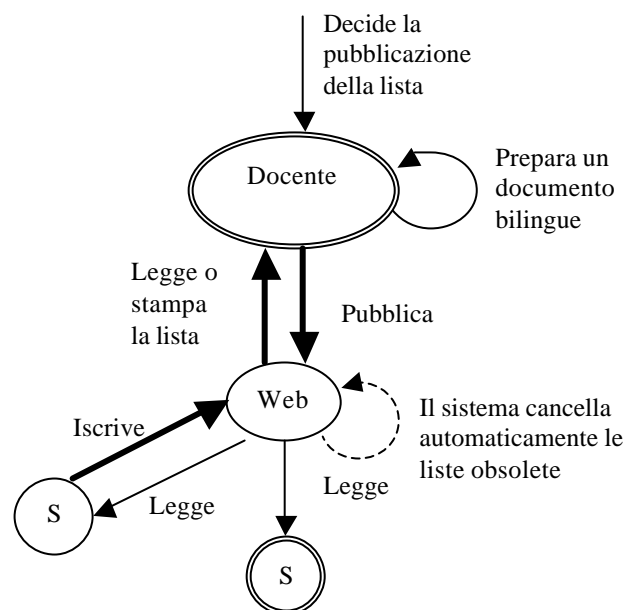 Decide la
pubblicazione
della lista
Docente
Prepara un
documento
bilingue
Legge o
stampa
la lista
Pubblica
Web
Il sistema cancella
automaticamente le
liste obsolete
Iscrive
Legge
Legge
S
S